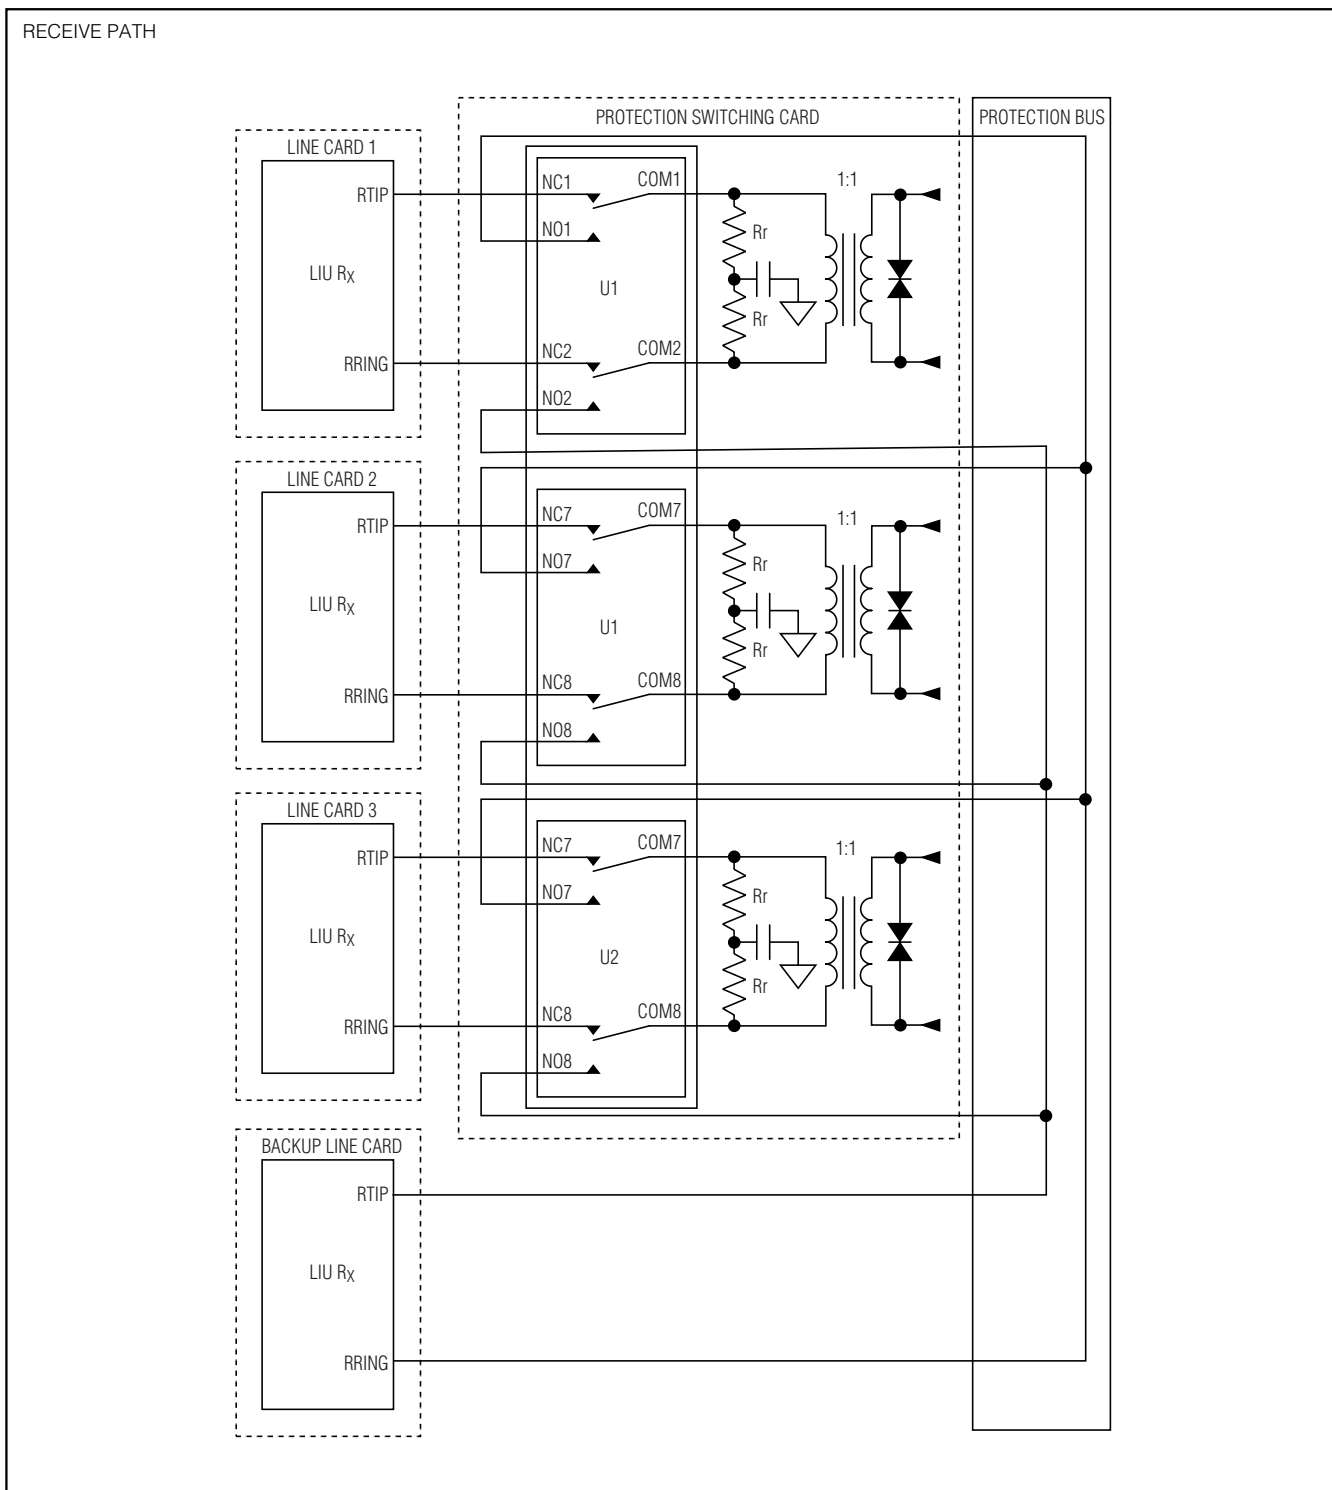 RECEIVE PATH
PROTECTION SWITCHING CARD
PROTECTION BUS
LINE CARD 1
RTIP
LIU RX
RRING
NC1
COM1
NO1
U1
NC2
COM2
NO2
Rr
Rr
1:1
LINE CARD 2
RTIP
LIU RX
RRING
NC7
COM7
NO7
U1
NC8
COM8
NO8
Rr
Rr
1:1
LINE CARD 3
RTIP
LIU RX
RRING
NC7
COM7
NO7
U2
NC8
COM8
NO8
Rr
Rr
1:1
BACKUP LINE CARD
RTIP
LIU RX
RRING